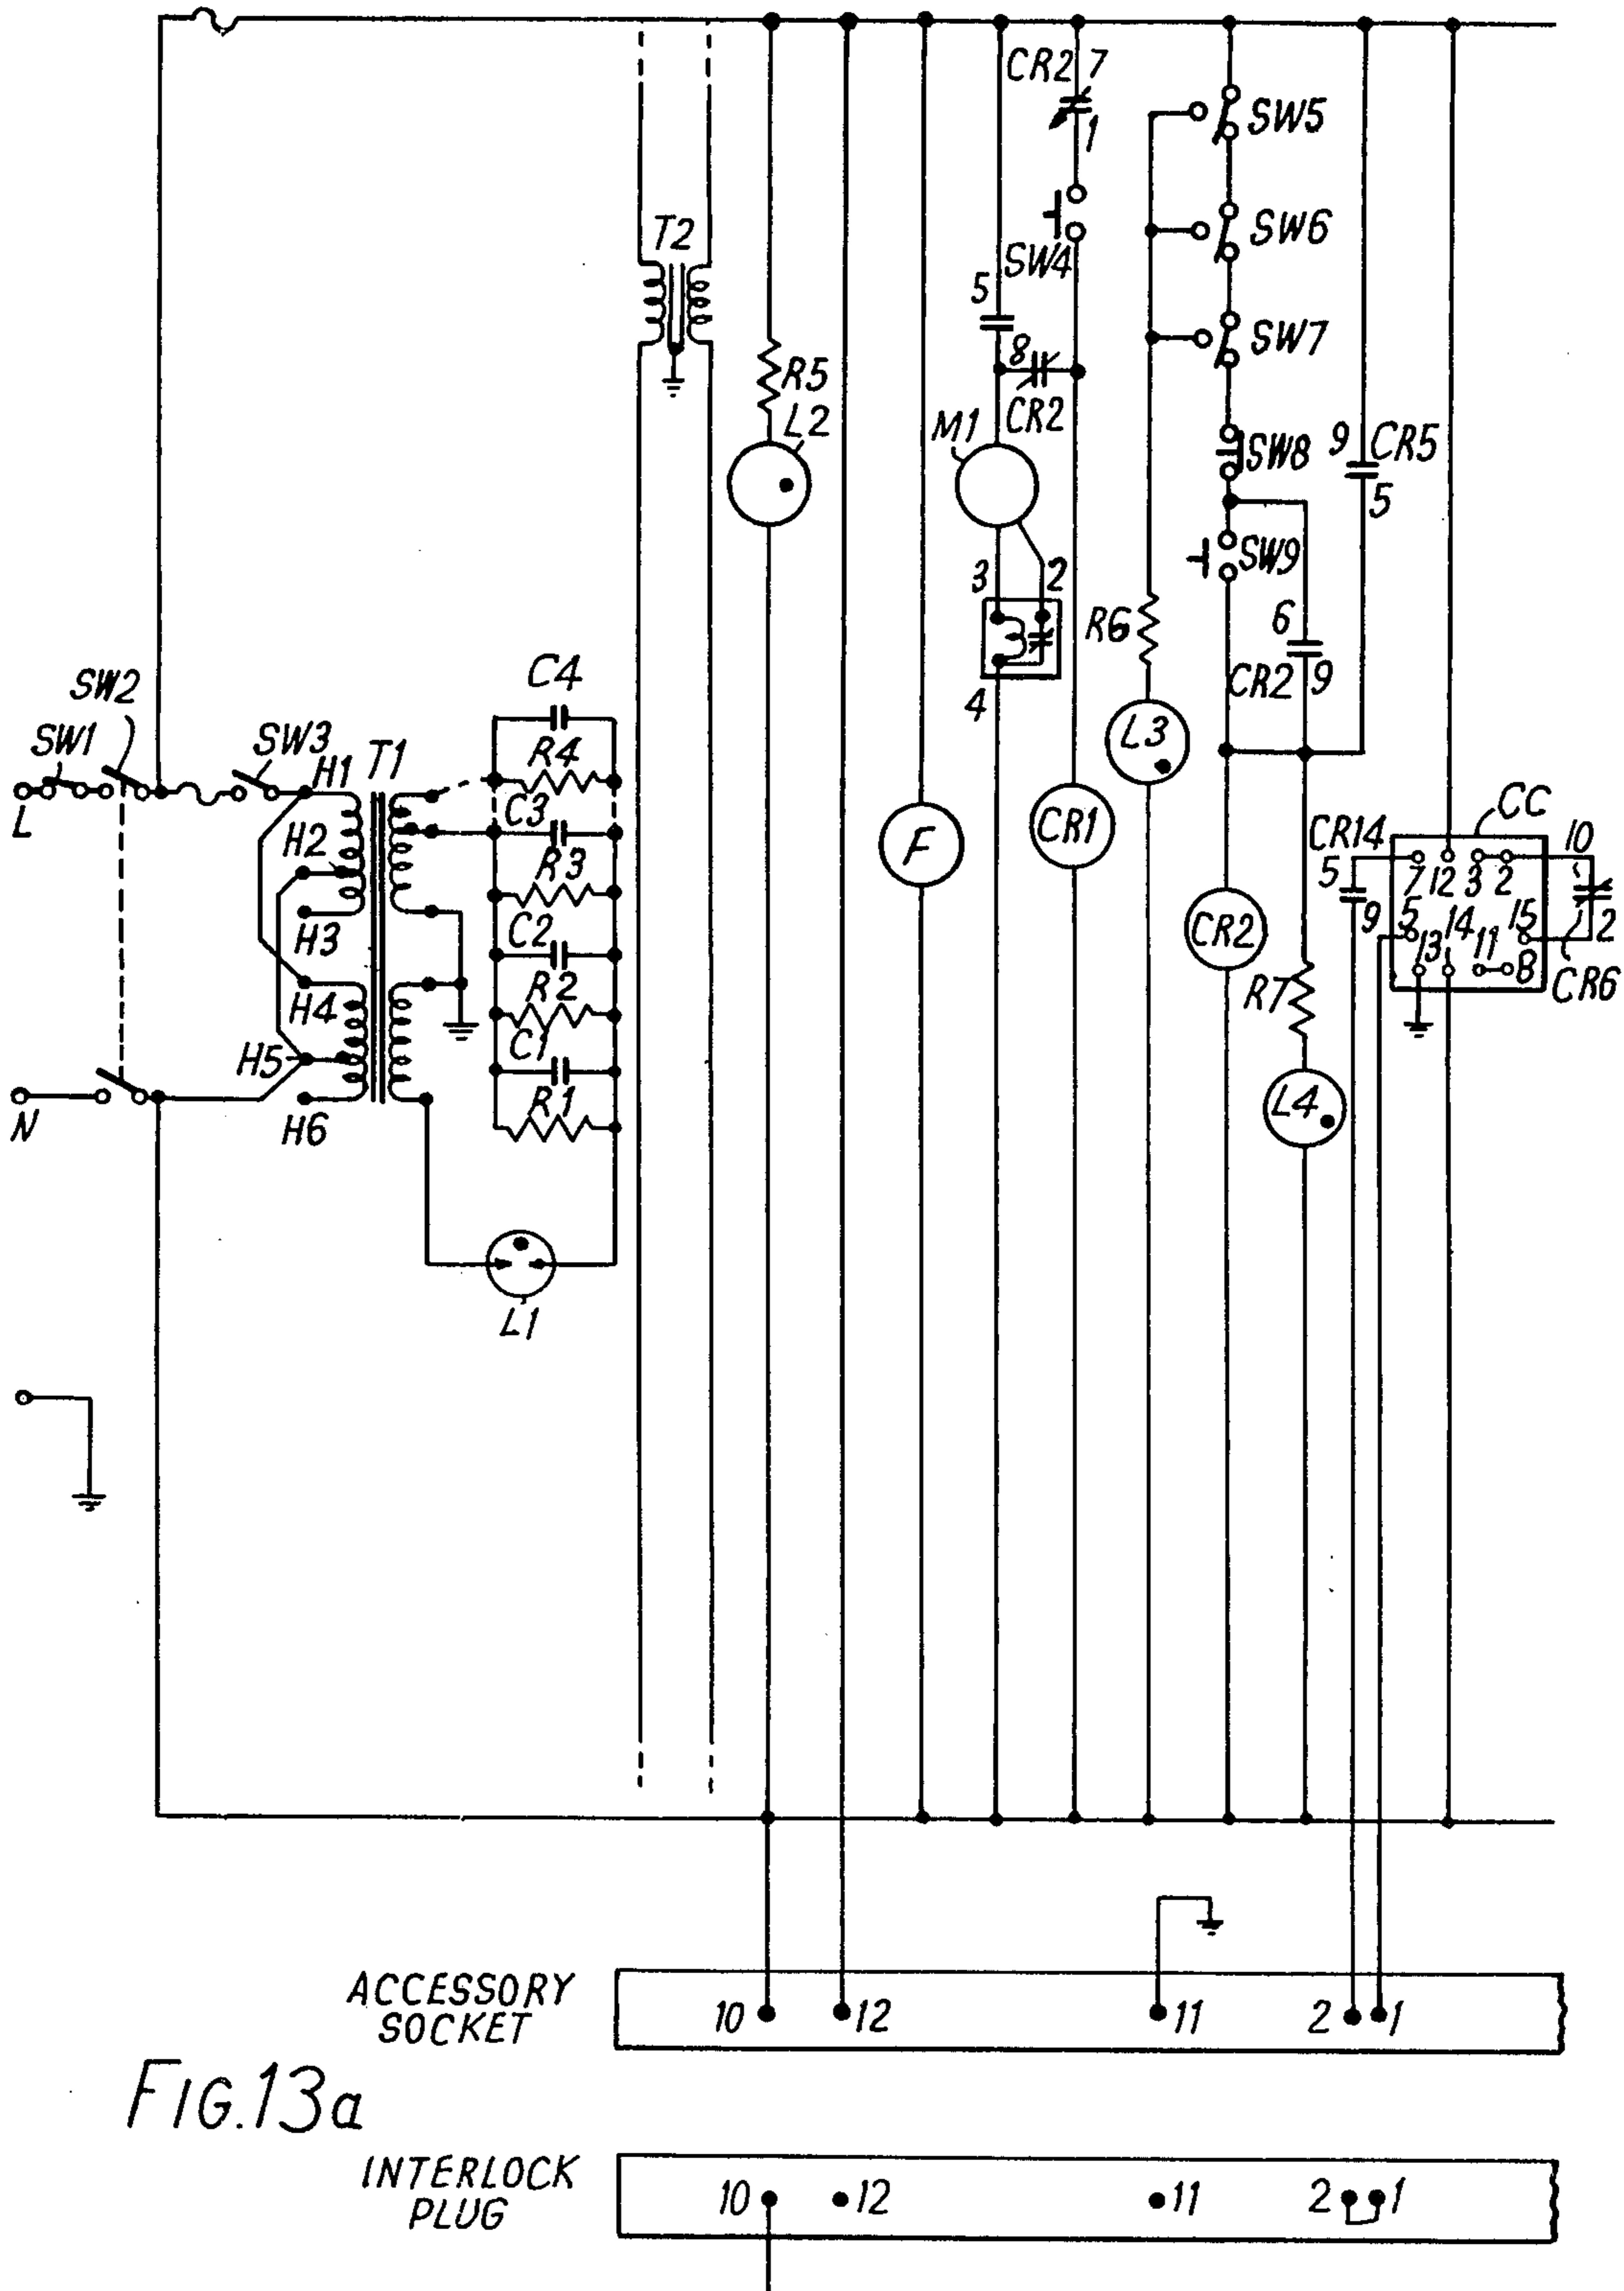 CR2 7
1
SW5
T2
SW6
SW4
5
SW7
8
R5
CR2
L2
M1
9 CR5
SW8
5
SW9
3 2
6
R6
C4
SW2
CR2 9
4
SW1
SW3
L3
R4
H1 T1
L
C3
CC
CR1
CR14
10
H2
F
R3
5
7 12 3 2
9
5
14
15
2
H3
C2
CR2
13
11
8
R2
CR6
H4
R7
C1
H5
R1
L4
N
H6
L1
ACCESSORY
SOCKET
10 12 11 2 1
FIG.13a
INTERLOCK
PLUG
10 12 11 2 1